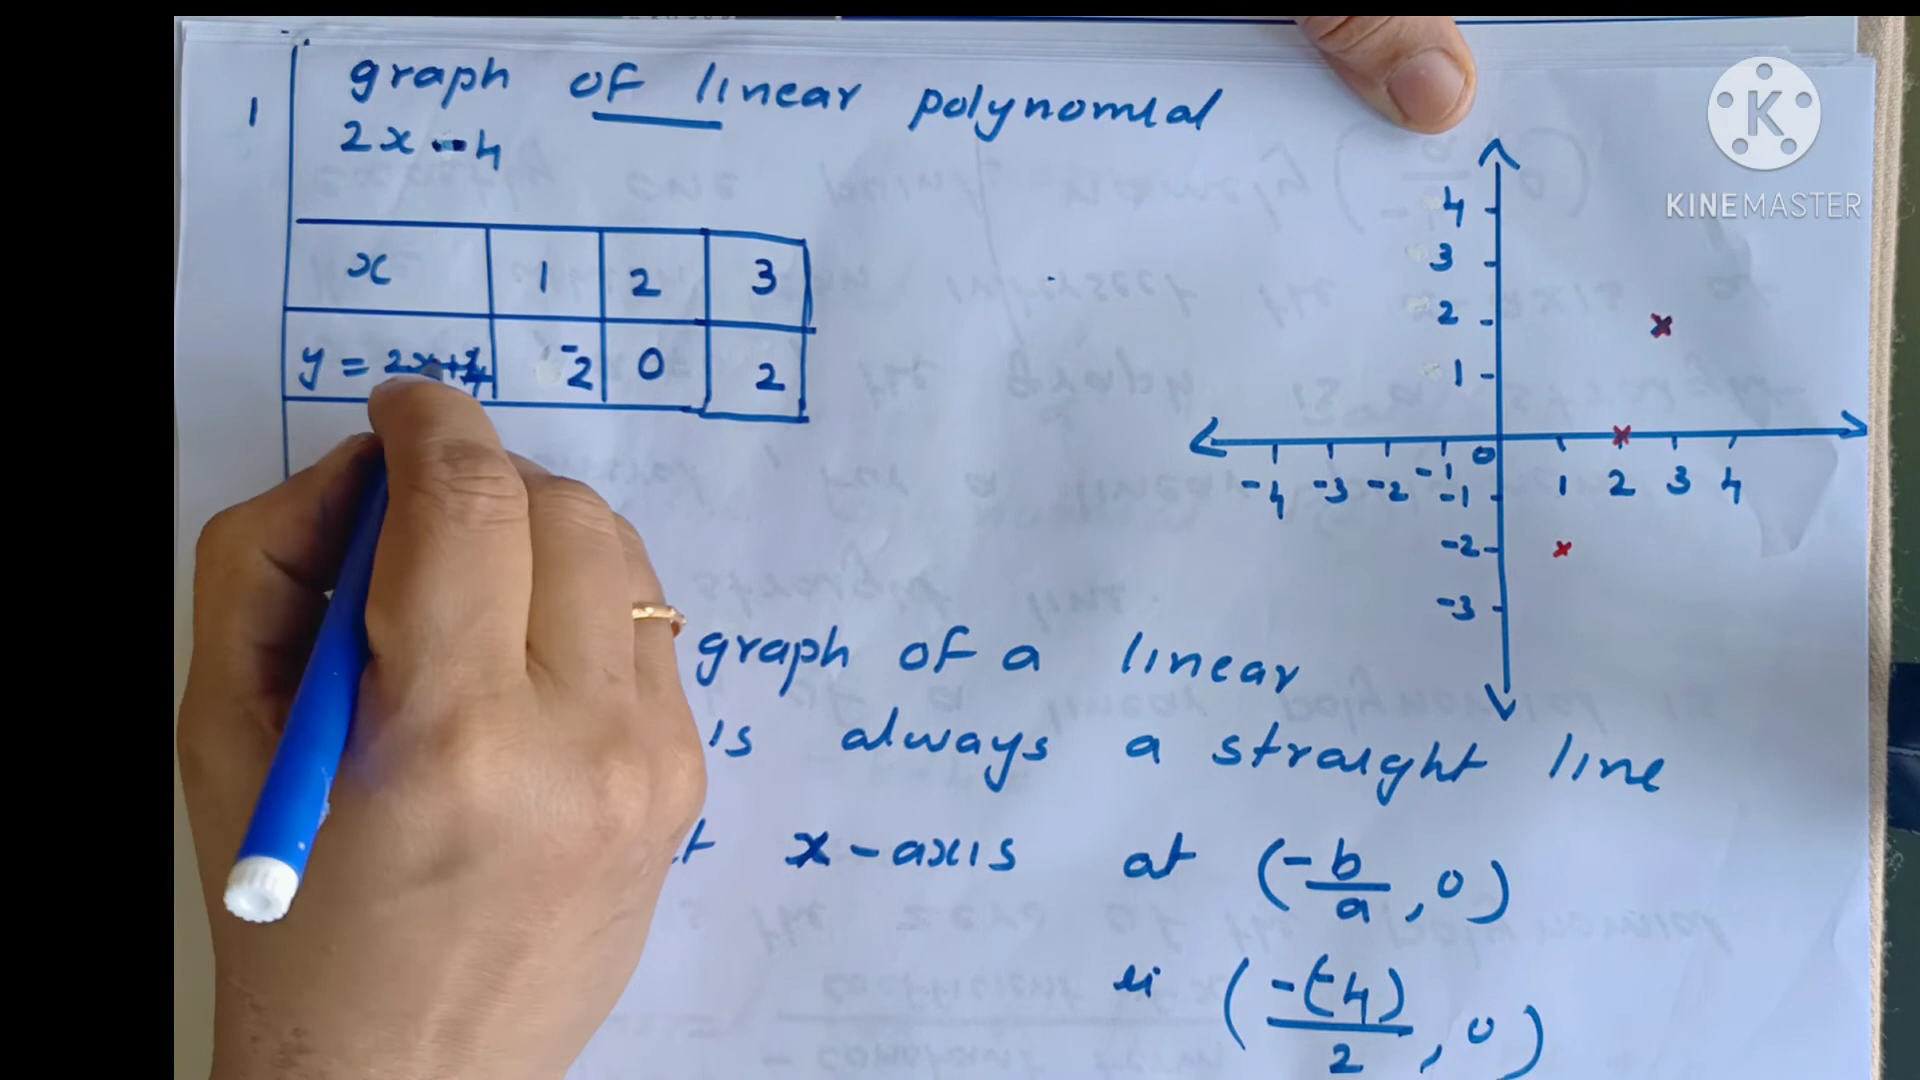 1 graph of linear polynomial
2x - 4
x 1 2 3
y = -2 0 2
4
3
2
1
-4 -3 -2 -1 0 1 2 3 4
-1
-2
-3
graph of a linear
is always a straight line
x-axis at (-b/a, 0)
(-(-4)/2, 0)
K
KINEMASTER